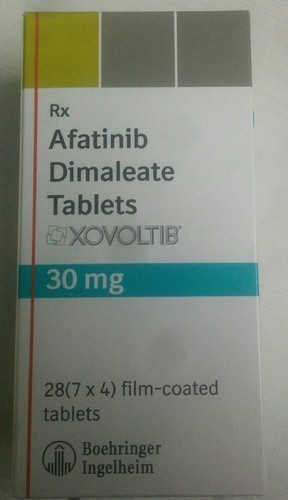 Rx
Afatinib
Dimaleate
Tablets
XOVOLTIB®
30 mg
28(7 x 4) film-coated
tablets
Boehringer
Ingelheim